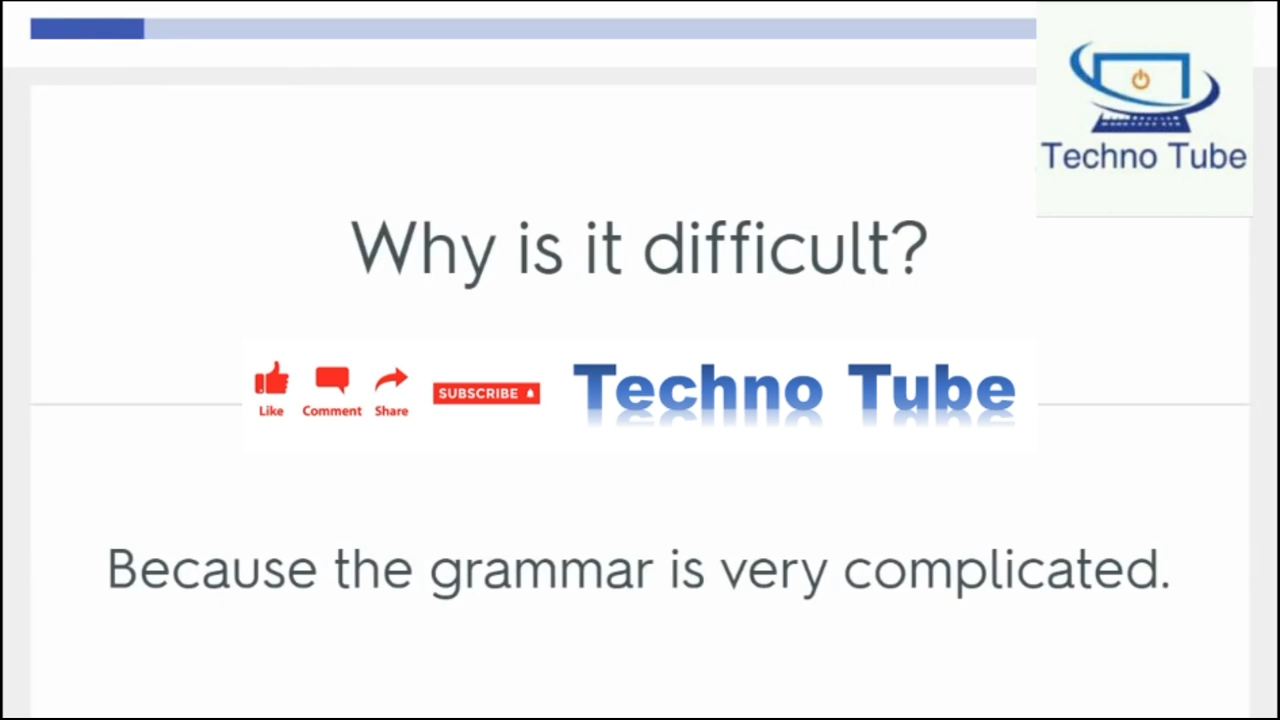 Techno Tube
Why is it difficult?
Like Comment Share SUBSCRIBE Techno Tube
Because the grammar is very complicated.